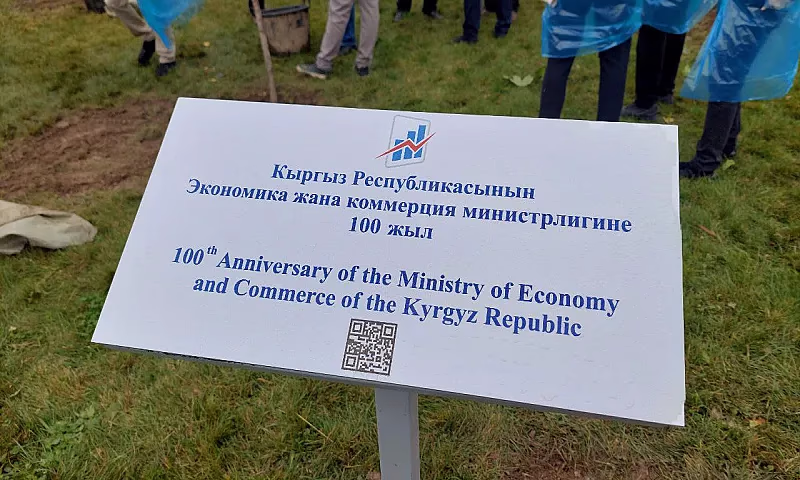 Кыргыз Республикасынын
Экономика жана коммерция министрлигине
100 жыл
100th Anniversary of the Ministry of Economy
and Commerce of the Kyrgyz Republic